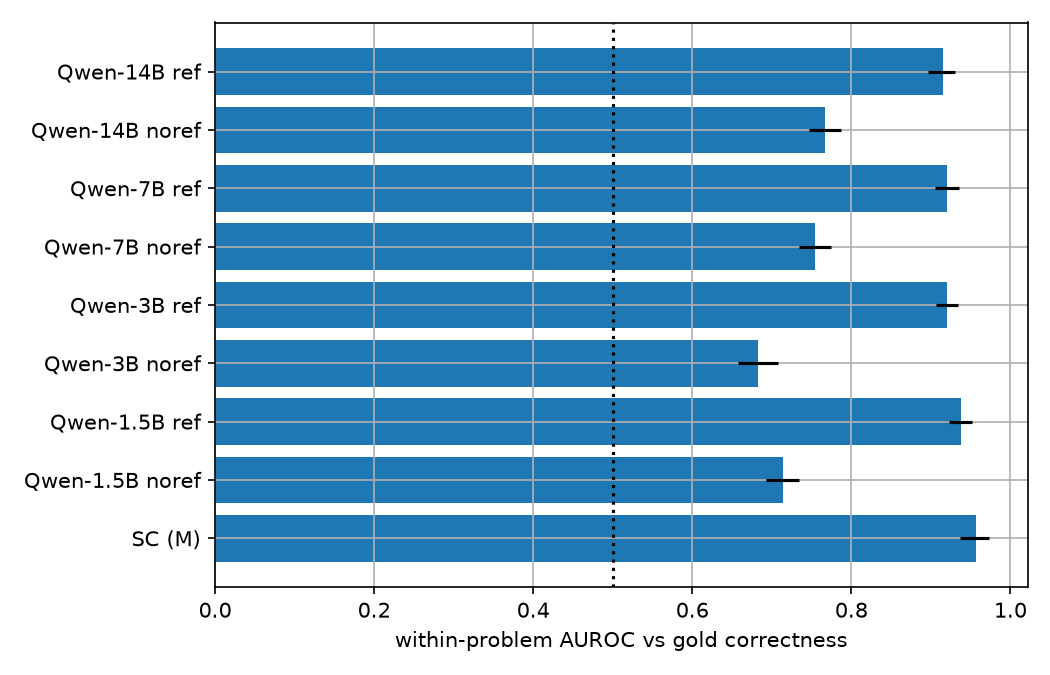 Qwen-14B ref
Qwen-14B noref
Qwen-7B ref
Qwen-7B noref
Qwen-3B ref
Qwen-3B noref
Qwen-1.5B ref
Qwen-1.5B noref
SC (M)
0.0 0.2 0.4 0.6 0.8 1.0
within-problem AUROC vs gold correctness